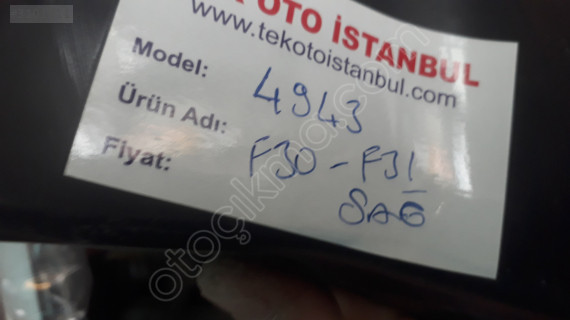 OTO İSTANBUL
www.tekotoistanbul.com
Model: 4943
Ürün Adı: F30-F31
Fiyat: SAĞ
otoçıkma.com